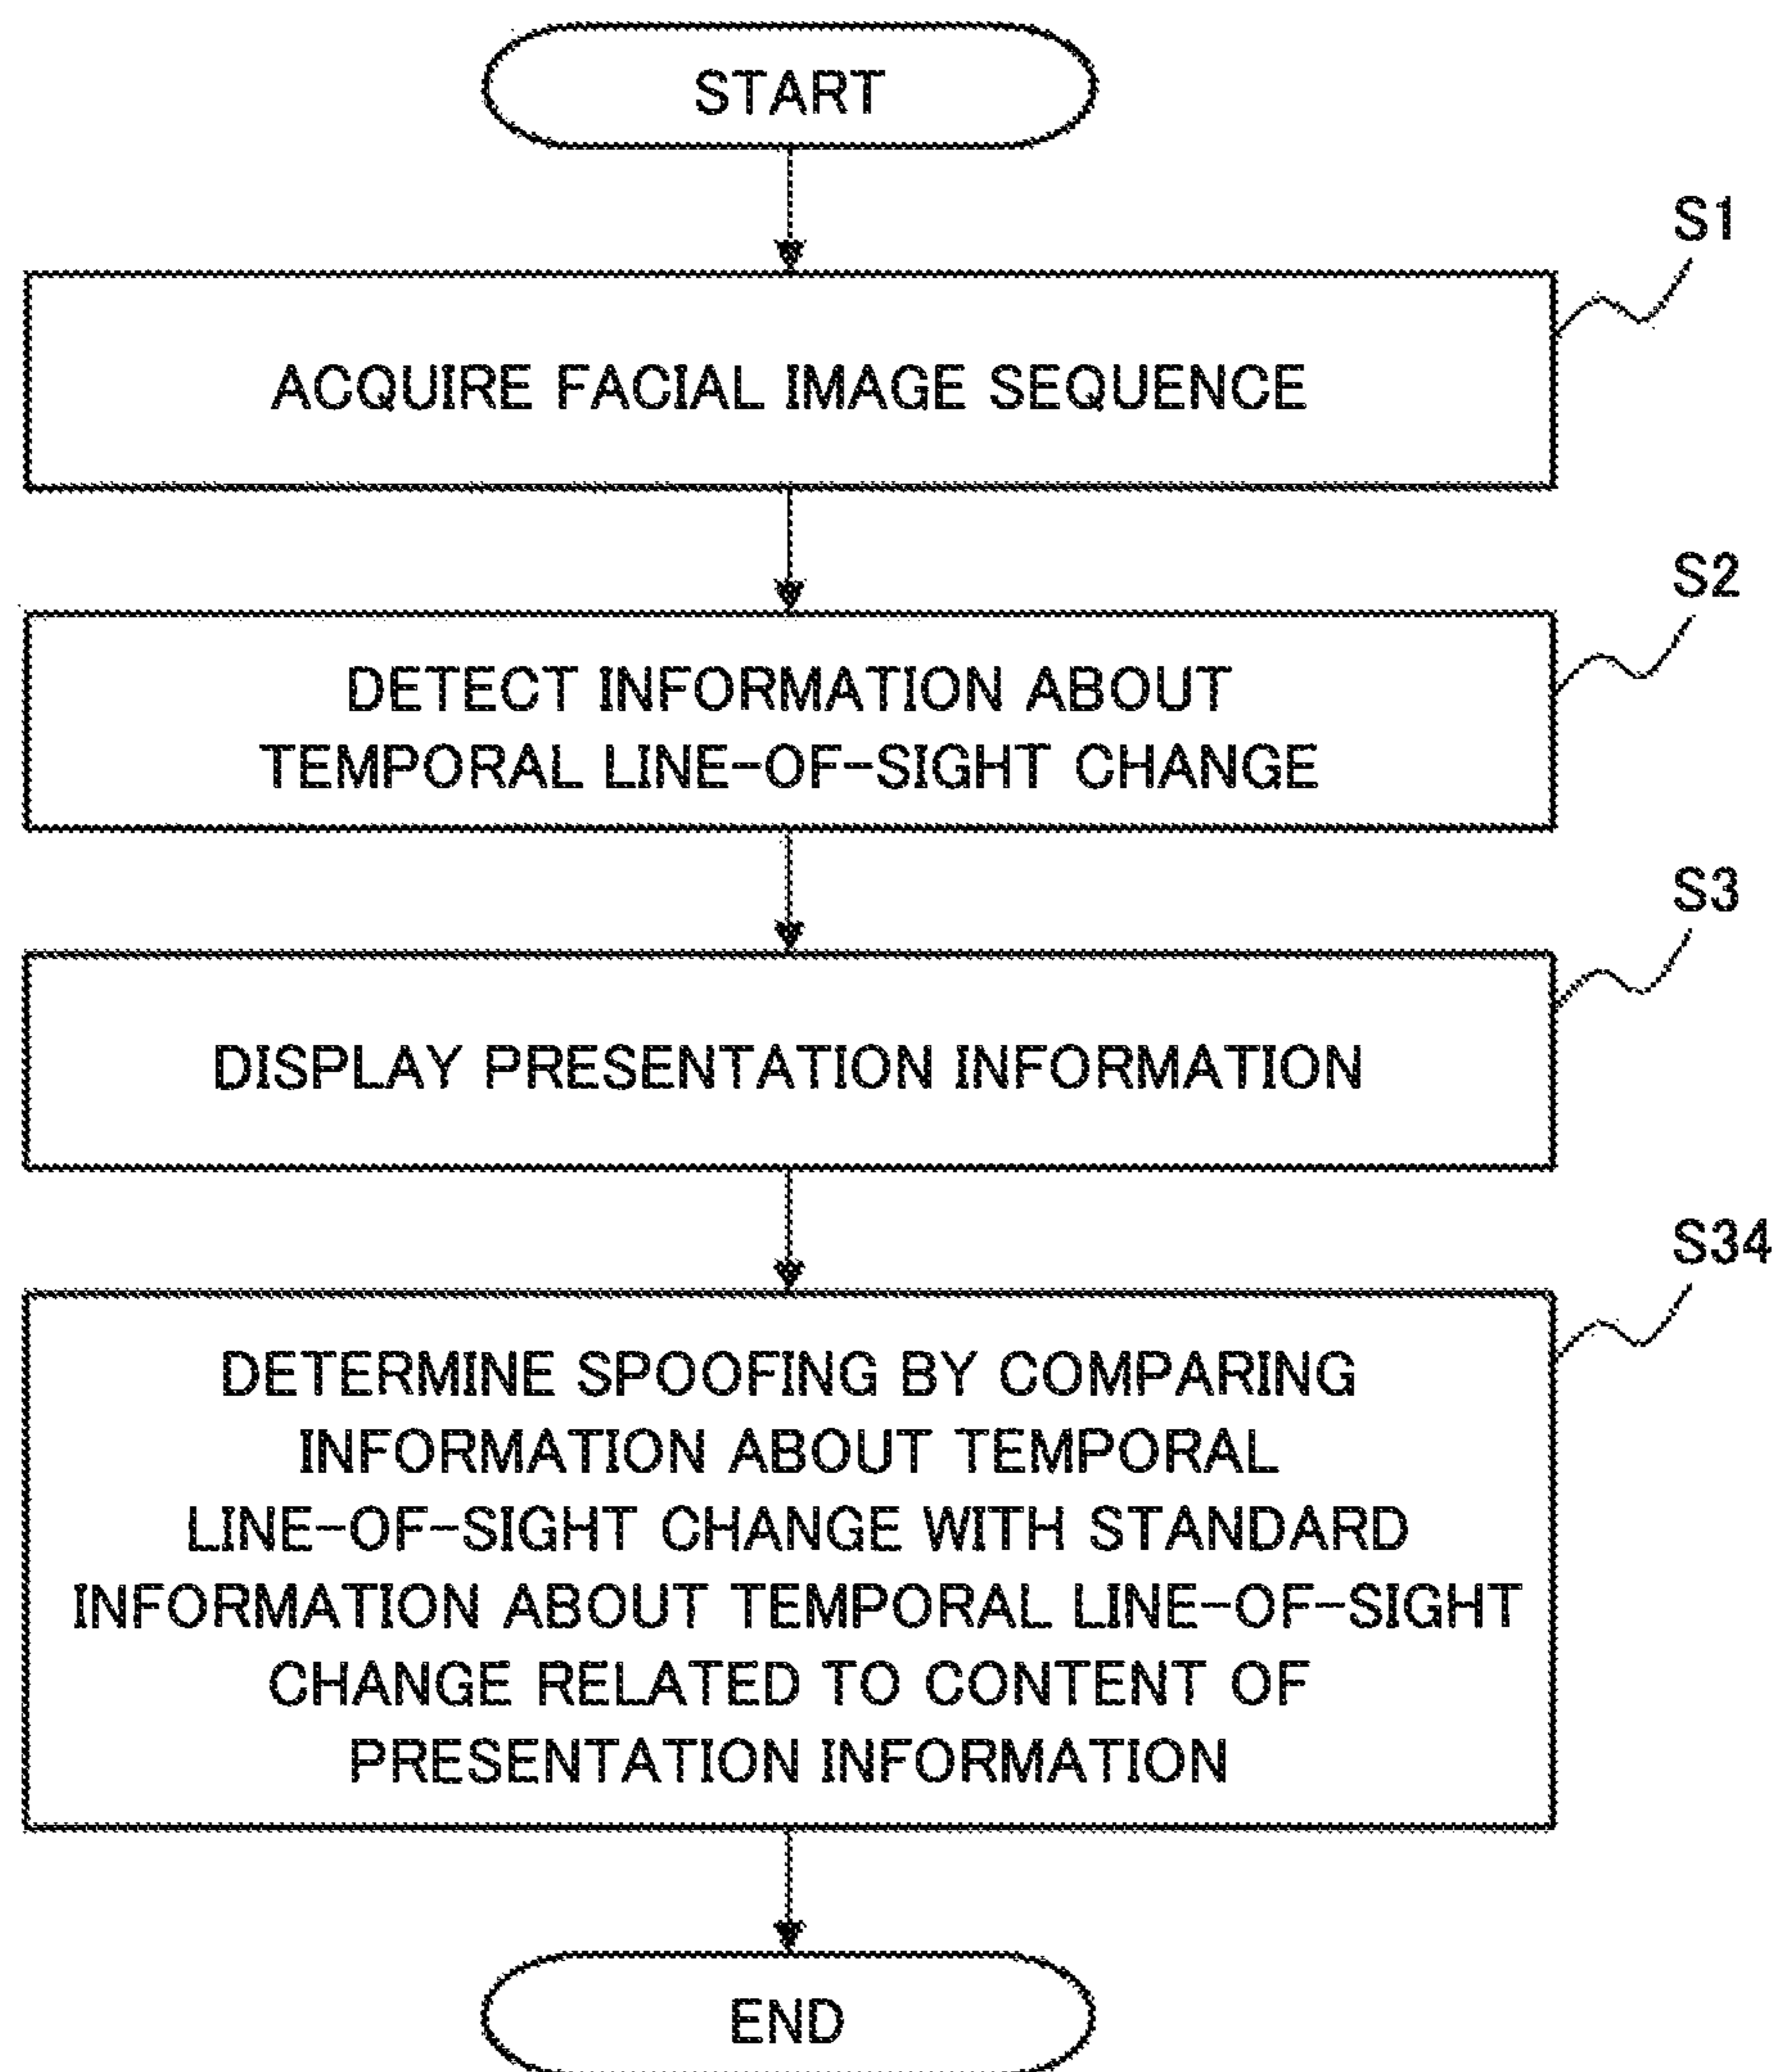 START
S1
ACQUIRE FACIAL IMAGE SEQUENCE
S2
DETECT INFORMATION ABOUT
TEMPORAL LINE-OF-SIGHT CHANGE
S3
DISPLAY PRESENTATION INFORMATION
S34
DETERMINE SPOOFING BY COMPARING
INFORMATION ABOUT TEMPORAL
LINE-OF-SIGHT CHANGE WITH STANDARD
INFORMATION ABOUT TEMPORAL LINE-OF-SIGHT
CHANGE RELATED TO CONTENT OF
PRESENTATION INFORMATION
END